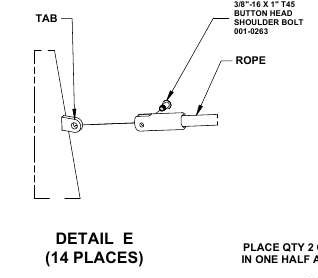 3/8"-16 X 1" T45
BUTTON HEAD
SHOULDER BOLT
001-0263
TAB
ROPE
DETAIL E
(14 PLACES)
PLACE QTY 2
IN ONE HALF